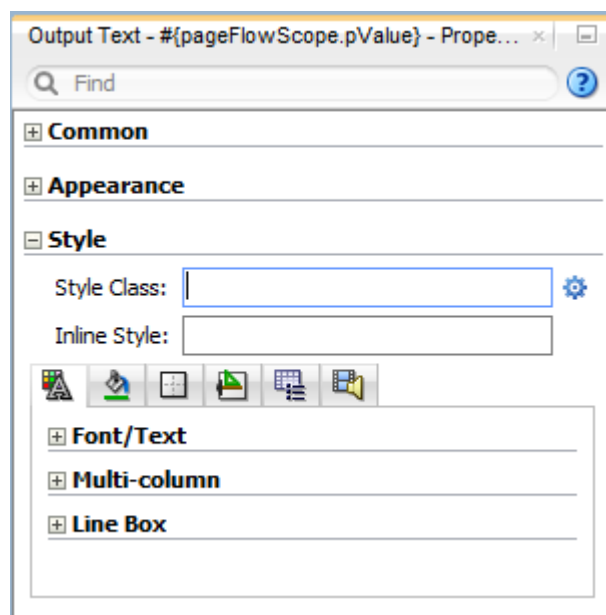 Output Text - #{pageFlowScope.pValue} - Prope...
Find
Common
Appearance
Style
Style Class:
Inline Style:
Font/Text
Multi-column
Line Box